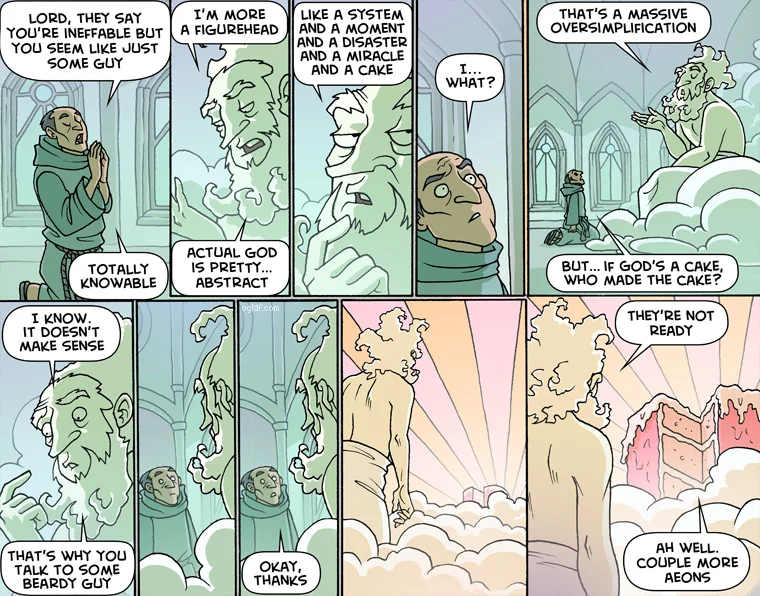 LORD, THEY SAY
YOU'RE INEFFABLE BUT
YOU SEEM LIKE JUST
SOME GUY
TOTALLY
KNOWABLE
I'M MORE
A FIGUREHEAD
ACTUAL GOD
IS PRETTY...
ABSTRACT
LIKE A SYSTEM
AND A MOMENT
AND A DISASTER
AND A MIRACLE
AND A CAKE
I...
WHAT?
THAT'S A MASSIVE
OVERSIMPLIFICATION
BUT... IF GOD'S A CAKE,
WHO MADE THE CAKE?
I KNOW.
IT DOESN'T
MAKE SENSE
THAT'S WHY YOU
TALK TO SOME
BEARDY GUY
oglaf.com
OKAY,
THANKS
THEY'RE NOT
READY
AH WELL.
COUPLE MORE
AEONS